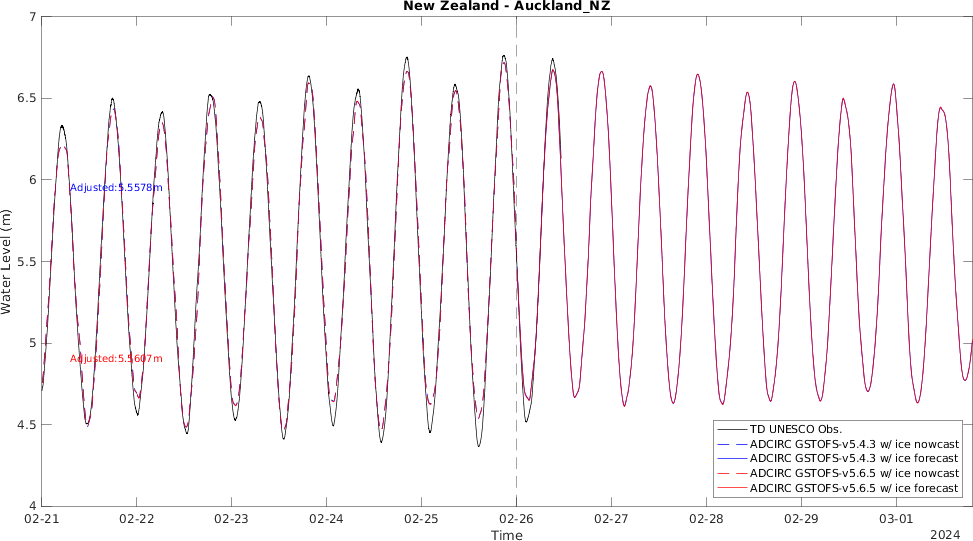 New Zealand - Auckland_NZ
7
6.5
6
5.5
5
4.5
4
Water Level (m)
Adjusted:5.5578m
Adjusted:5.5607m
TD UNESCO Obs.
ADCIRC GSTOFS-v5.4.3 w/ ice nowcast
ADCIRC GSTOFS-v5.4.3 w/ ice forecast
ADCIRC GSTOFS-v5.6.5 w/ ice nowcast
ADCIRC GSTOFS-v5.6.5 w/ ice forecast
02-21 02-22 02-23 02-24 02-25 02-26 02-27 02-28 02-29 03-01
Time
2024